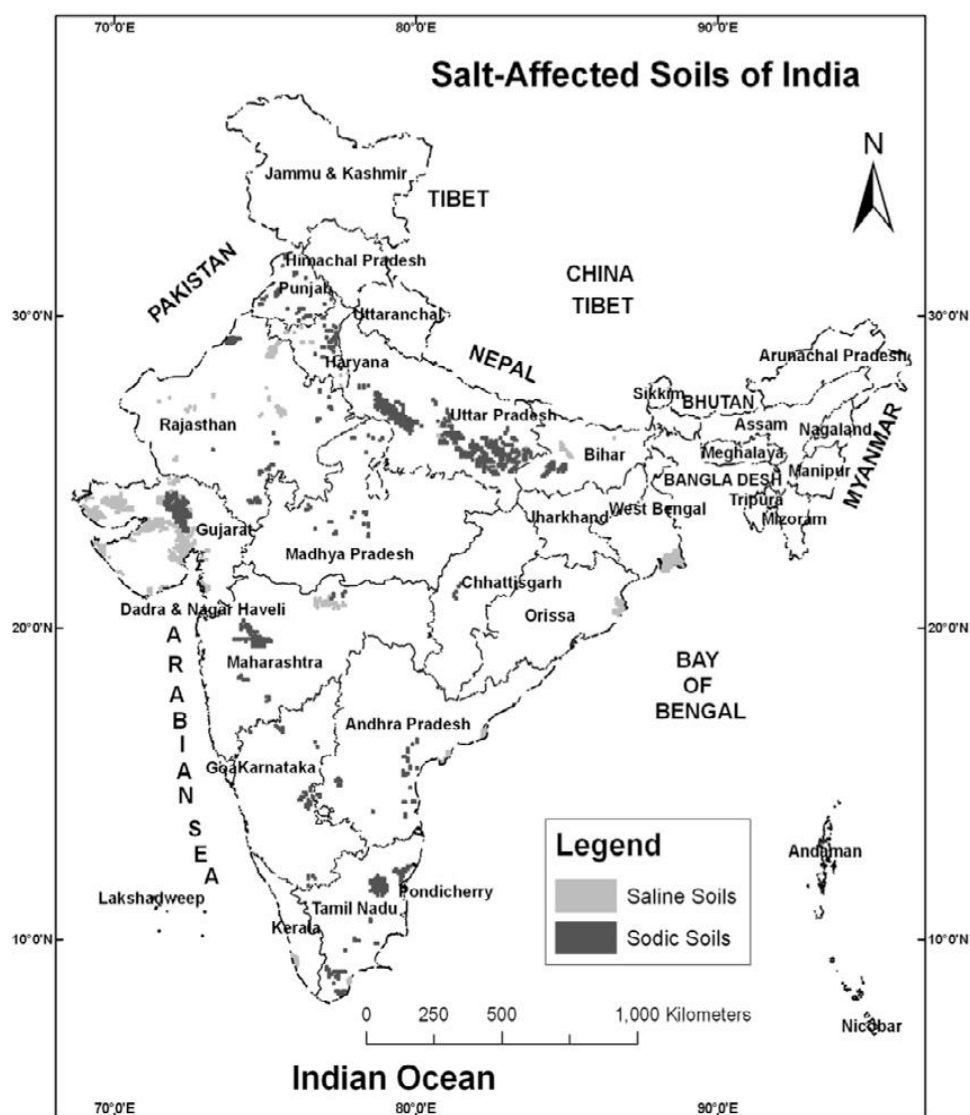 70°0'E 80°0'E 90°0'E
Salt-Affected Soils of India
N
Jammu & Kashmir
TIBET
PAKISTAN
Himachal Pradesh
Punjab
CHINA
TIBET
30°0'N
Uttaranchal
30°0'N
Haryana
NEPAL
Arunachal Pradesh
Sikkim
BHUTAN
Rajasthan
Uttar Pradesh
Assam
Nagaland
Bihar
Meghalaya
Manipur
MYANMAR
BANGLA DESH
Tripura
Mizoram
Gujarat
Jharkhand
West Bengal
Madhya Pradesh
Chhattisgarh
Dadra & Nagar Haveli
Orissa
20°0'N
20°0'N
ARABIAN SEA
Maharashtra
BAY
OF
BENGAL
Andhra Pradesh
Goa
Karnataka
Legend
Saline Soils
Sodic Soils
Andaman
Lakshadweep
Pondicherry
Tamil Nadu
Kerala
10°0'N
10°0'N
0 250 500 1,000 Kilometers
Nicobar
Indian Ocean
70°0'E 80°0'E 90°0'E